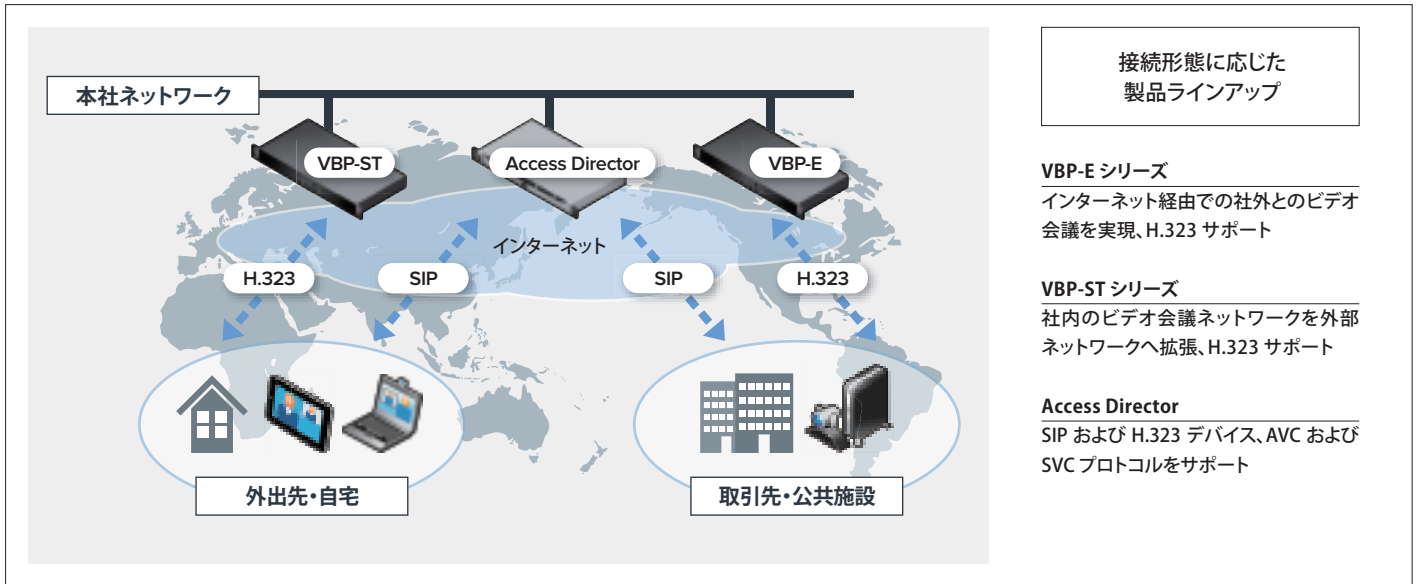 本社ネットワーク
VBP-ST
Access Director
VBP-E
インターネット
H.323
SIP
SIP
H.323
外出先・自宅
取引先・公共施設
接続形態に応じた
製品ラインアップ
VBP-E シリーズ
インターネット経由での社外とのビデオ
会議を実現、H.323 サポート
VBP-ST シリーズ
社内のビデオ会議ネットワークを外部
ネットワークへ拡張、H.323 サポート
Access Director
SIP および H.323 デバイス、AVC および
SVC プロトコルをサポート